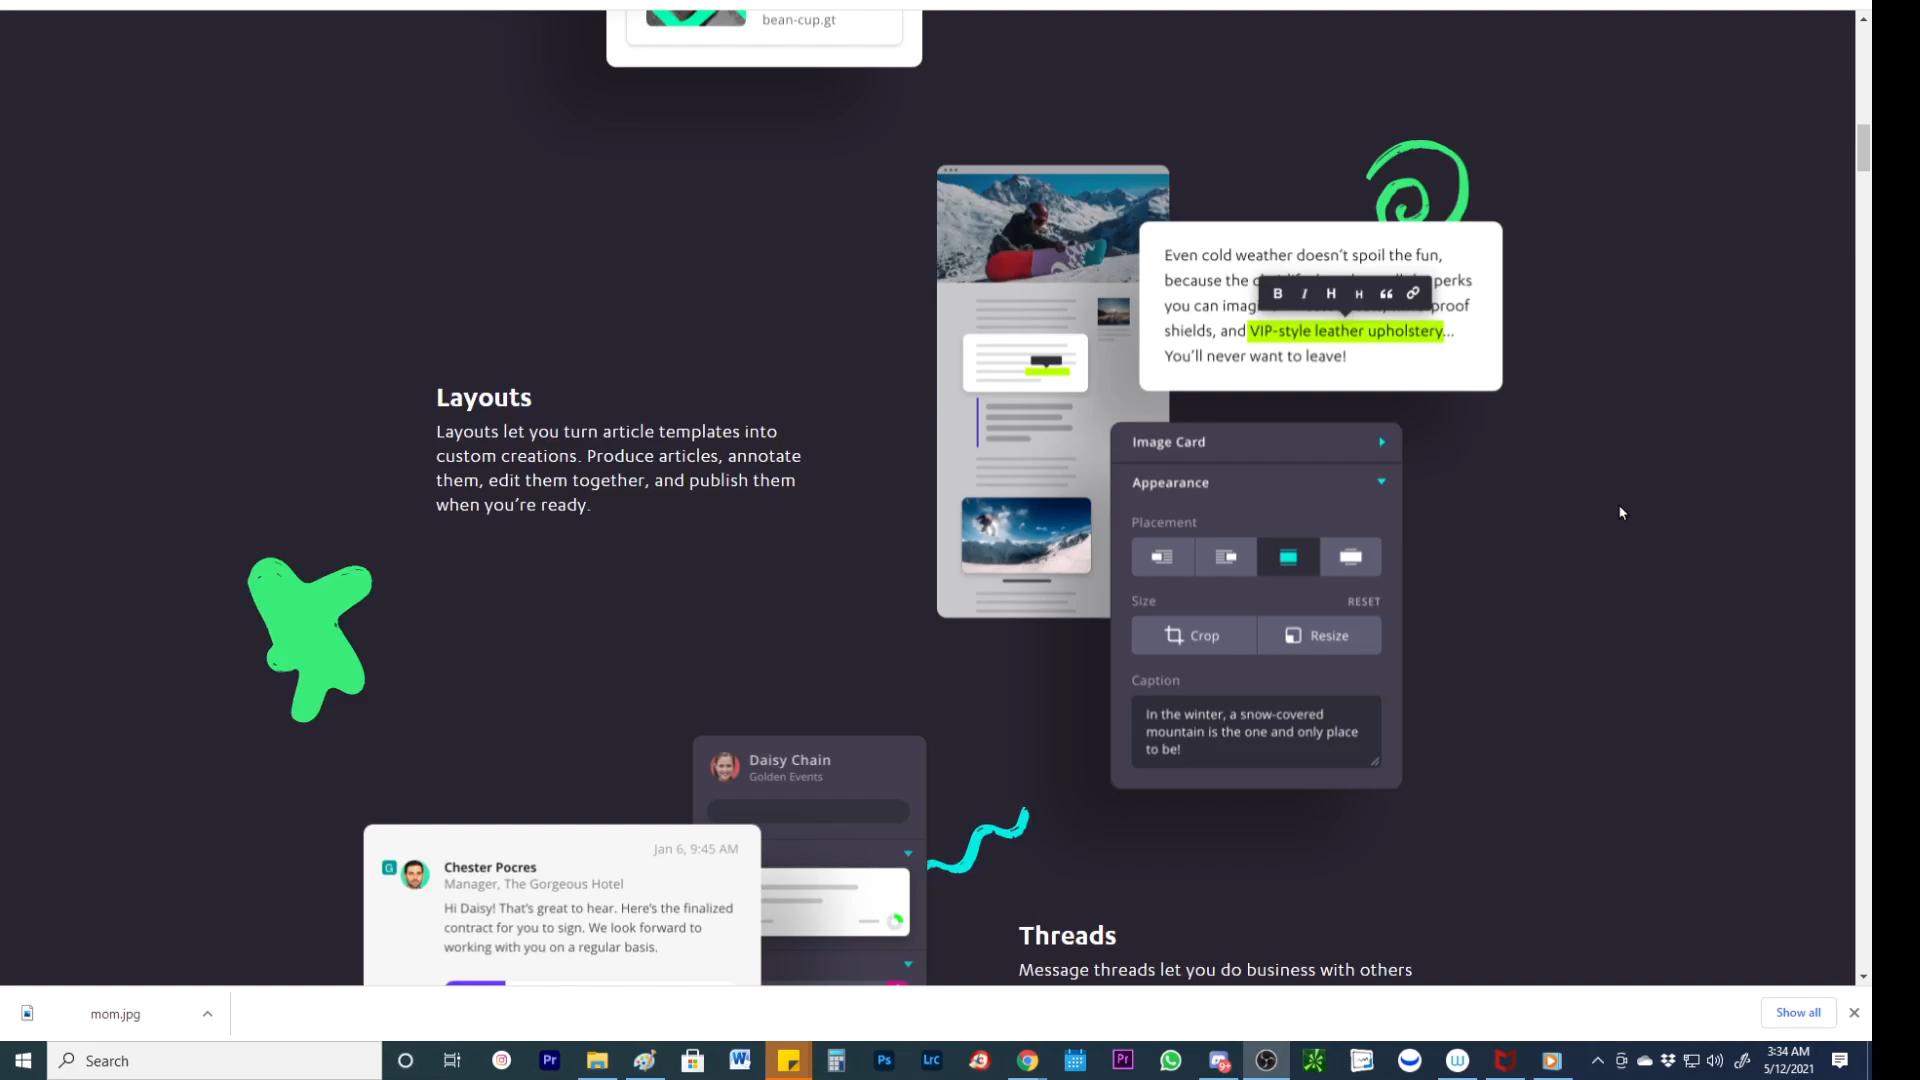 bean-cup.gt
Even cold weather doesn't spoil the fun,
because the
perks
you can imag
proof
B I H H
shields, and VIP-style leather upholstery...
You'll never want to leave!
Layouts
Layouts let you turn article templates into
custom creations. Produce articles, annotate
them, edit them together, and publish them
when you're ready.
Image Card
Appearance
Placement
Size
RESET
Crop
Resize
Caption
In the winter, a snow-covered
mountain is the one and only place
to be!
Daisy Chain
Golden Events
Jan 6, 9:45 AM
G
Chester Pocres
Manager, The Gorgeous Hotel
Hi Daisy! That's great to hear. Here's the finalized
contract for you to sign. We look forward to
working with you on a regular basis.
Threads
Message threads let you do business with others
mom.jpg
Show all
Search
Pr
W
Ps
Lrc
Pr
9+
W
3:34 AM
5/12/2021